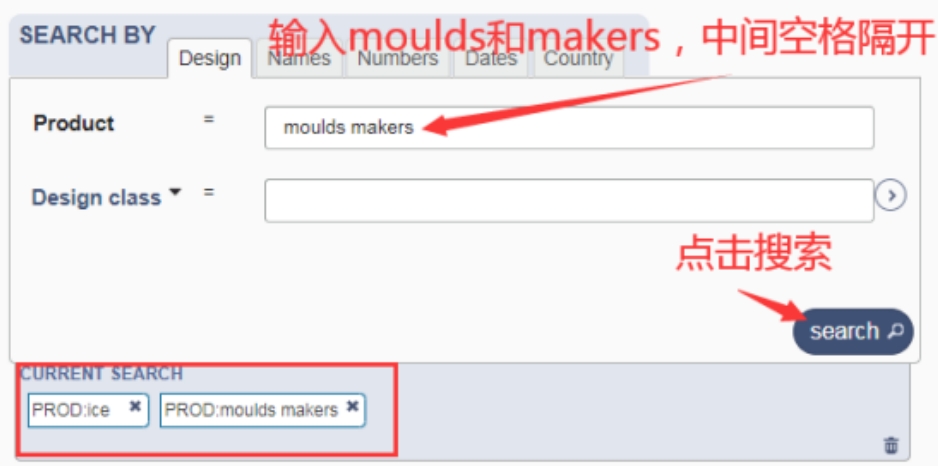 SEARCH BY
输入moulds和makers，中间空格隔开
Design Names Numbers Dates Country
Product = moulds makers
Design class =
点击搜索
search
CURRENT SEARCH
PROD:ice PROD:moulds makers